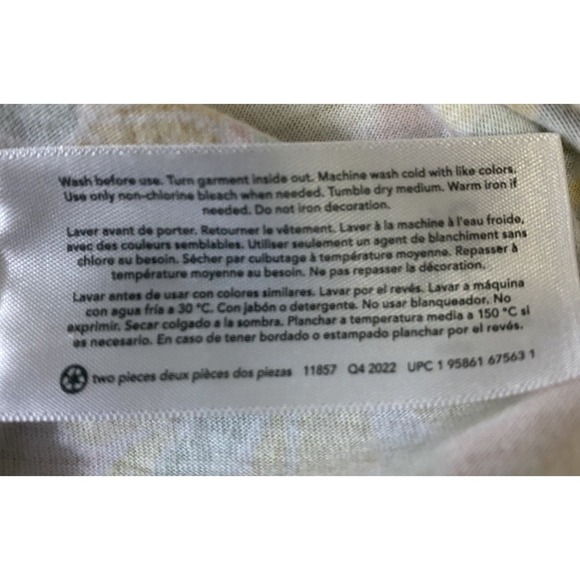 Wash before use. Turn garment inside out. Machine wash cold with like colors.
Use only non-chlorine bleach when needed. Tumble dry medium. Warm iron if
needed. Do not iron decoration.
Laver avant de porter. Retourner le vêtement. Laver à la machine à l'eau froide,
avec des couleurs semblables. Utiliser seulement un agent de blanchiment sans
chlore au besoin. Sécher par culbutage à température moyenne. Repasser à
température moyenne au besoin. Ne pas repasser la décoration.
Lavar antes de usar con colores similares. Lavar por el revés. Lavar a máquina
con agua fría a 30 °C. Con jabón o detergente. No usar blanqueador. No
exprimir. Secar colgado a la sombra. Planchar a temperatura media a 150 °C si
es necesario. En caso de tener bordado o estampado planchar por el revés.
two pieces deux pièces dos piezas 11857 Q4 2022 UPC 1 95861 67563 1